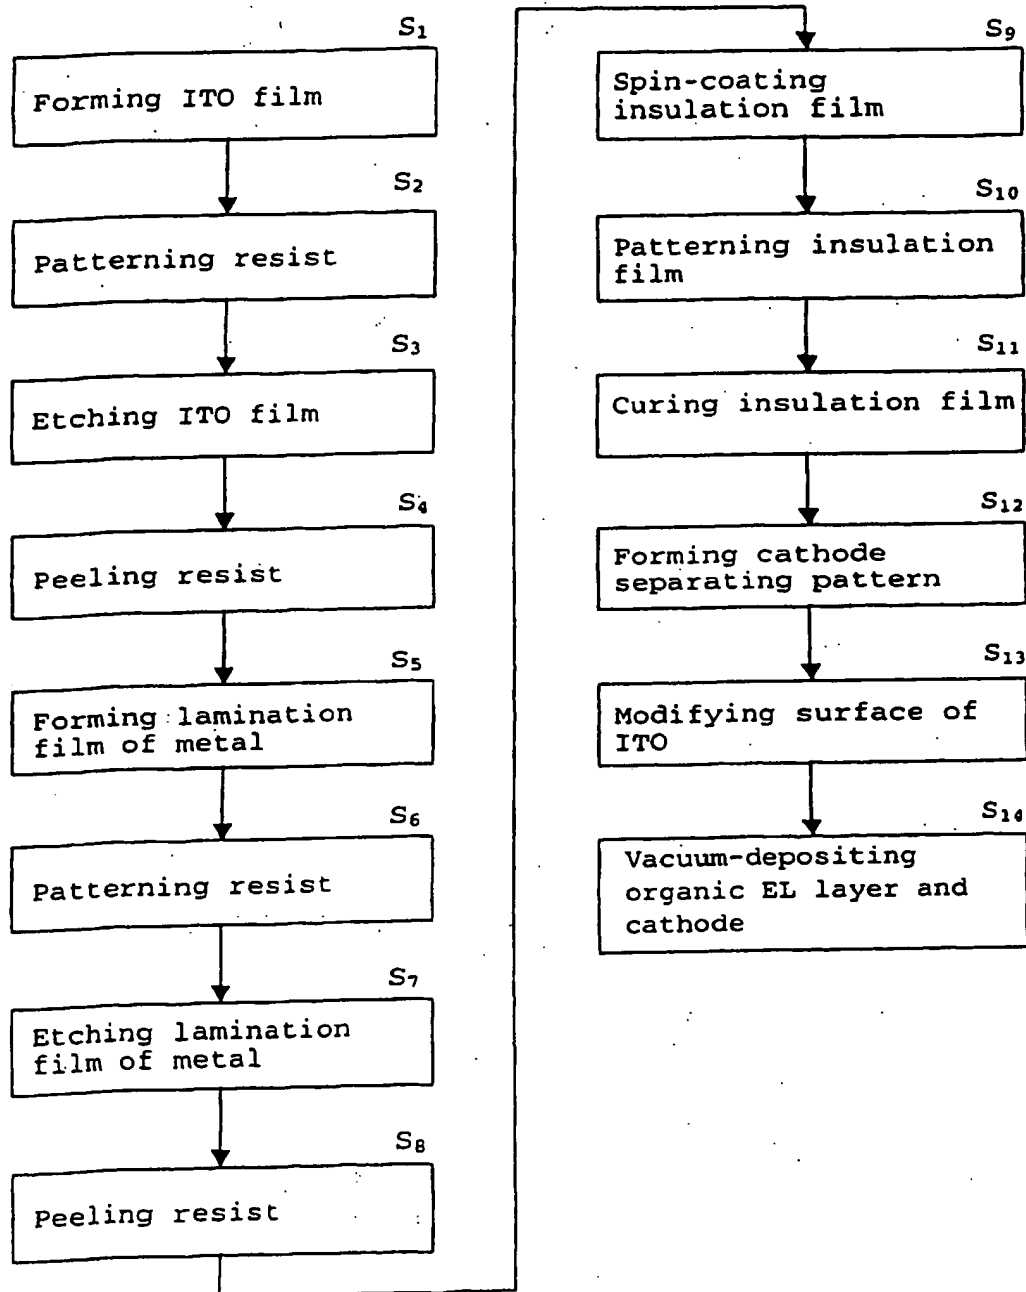 S₁
Forming ITO film
S₂
Patterning resist
S₃
Etching ITO film
S₄
Peeling resist
S₅
Forming lamination
film of metal
S₆
Patterning resist
S₇
Etching lamination
film of metal
S₈
Peeling resist
S₉
Spin-coating
insulation film
S₁₀
Patterning insulation
film
S₁₁
Curing insulation film
S₁₂
Forming cathode
separating pattern
S₁₃
Modifying surface of
ITO
S₁₄
Vacuum-depositing
organic EL layer and
cathode